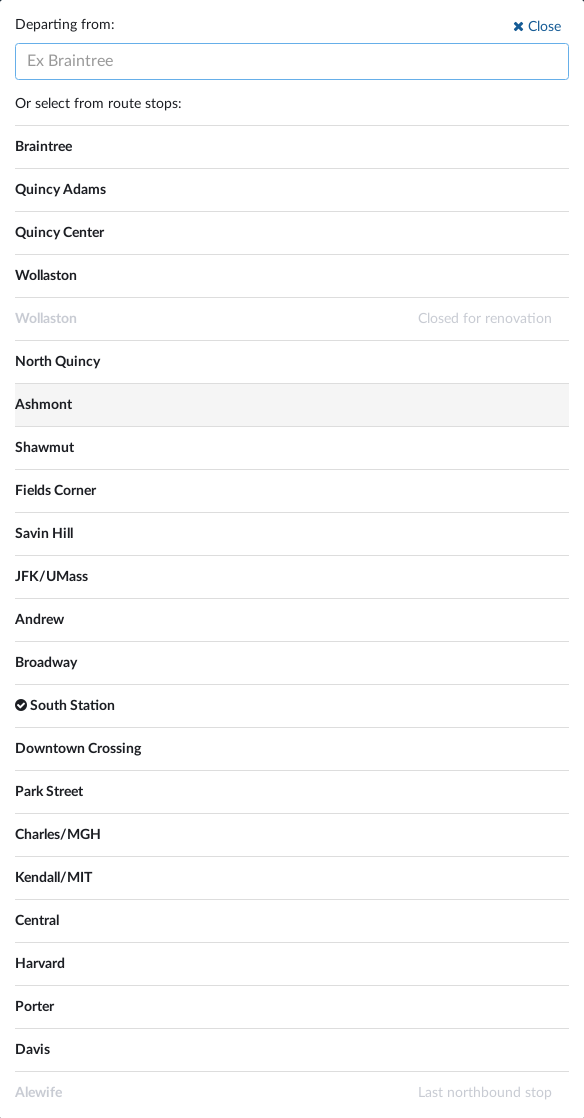 Departing from:
Close
Ex Braintree
Or select from route stops:
Braintree
Quincy Adams
Quincy Center
Wollaston
Wollaston Closed for renovation
North Quincy
Ashmont
Shawmut
Fields Corner
Savin Hill
JFK/UMass
Andrew
Broadway
South Station
Downtown Crossing
Park Street
Charles/MGH
Kendall/MIT
Central
Harvard
Porter
Davis
Alewife Last northbound stop